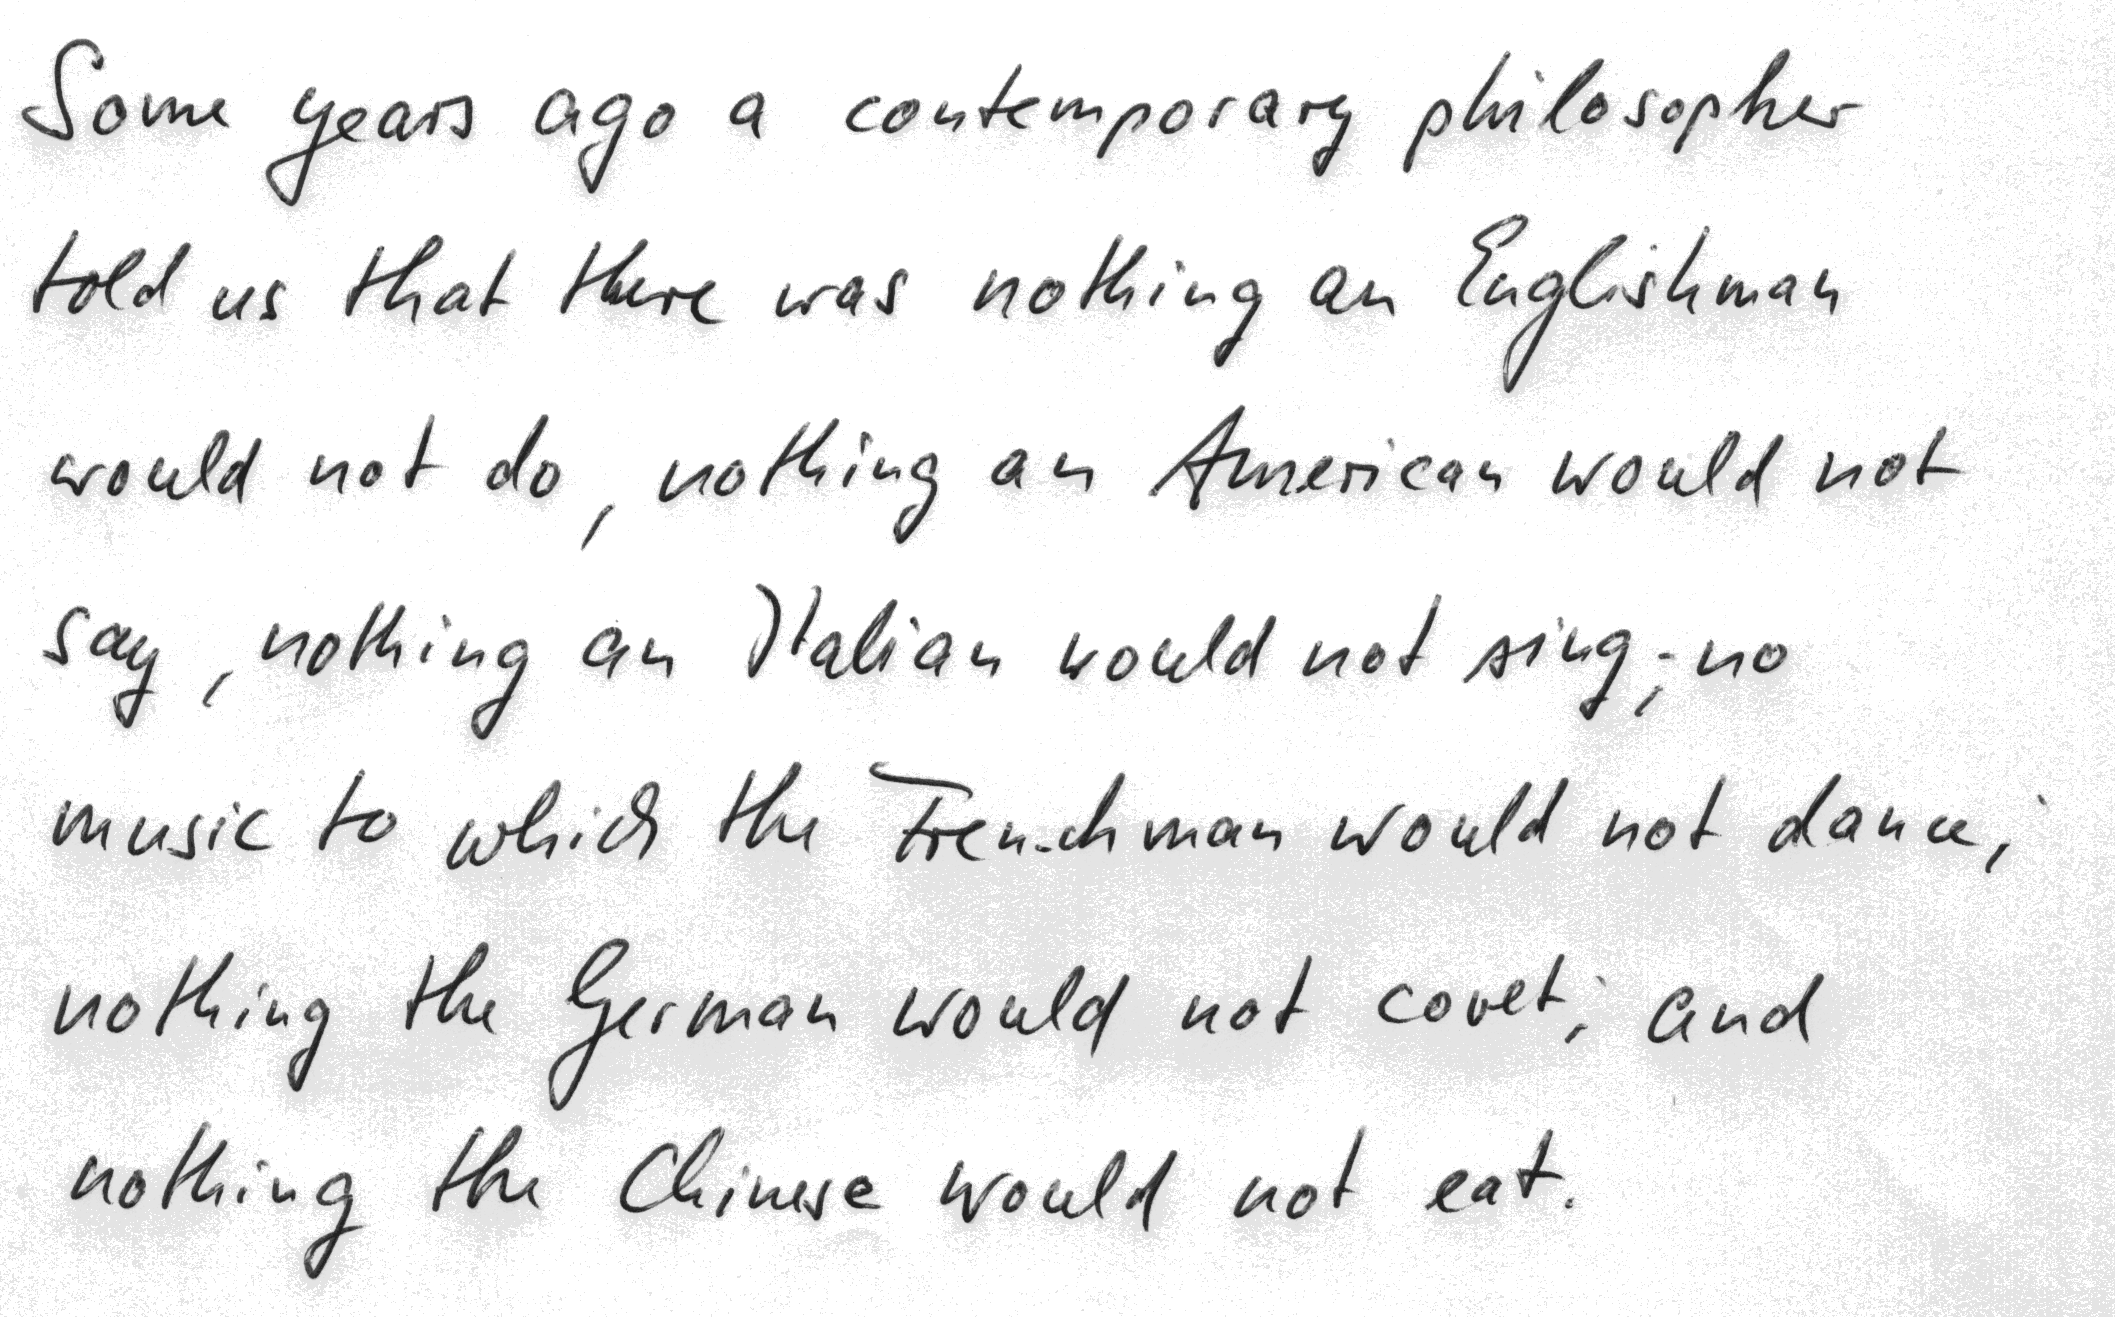 Some years ago a contemporary philosopher
told us that there was nothing an Englishman
would not do, nothing an American would not
say, nothing an Italian would not sing; no
music to which the Frenchman would not dance;
nothing the German would not covet; and
nothing the Chinese would not eat.